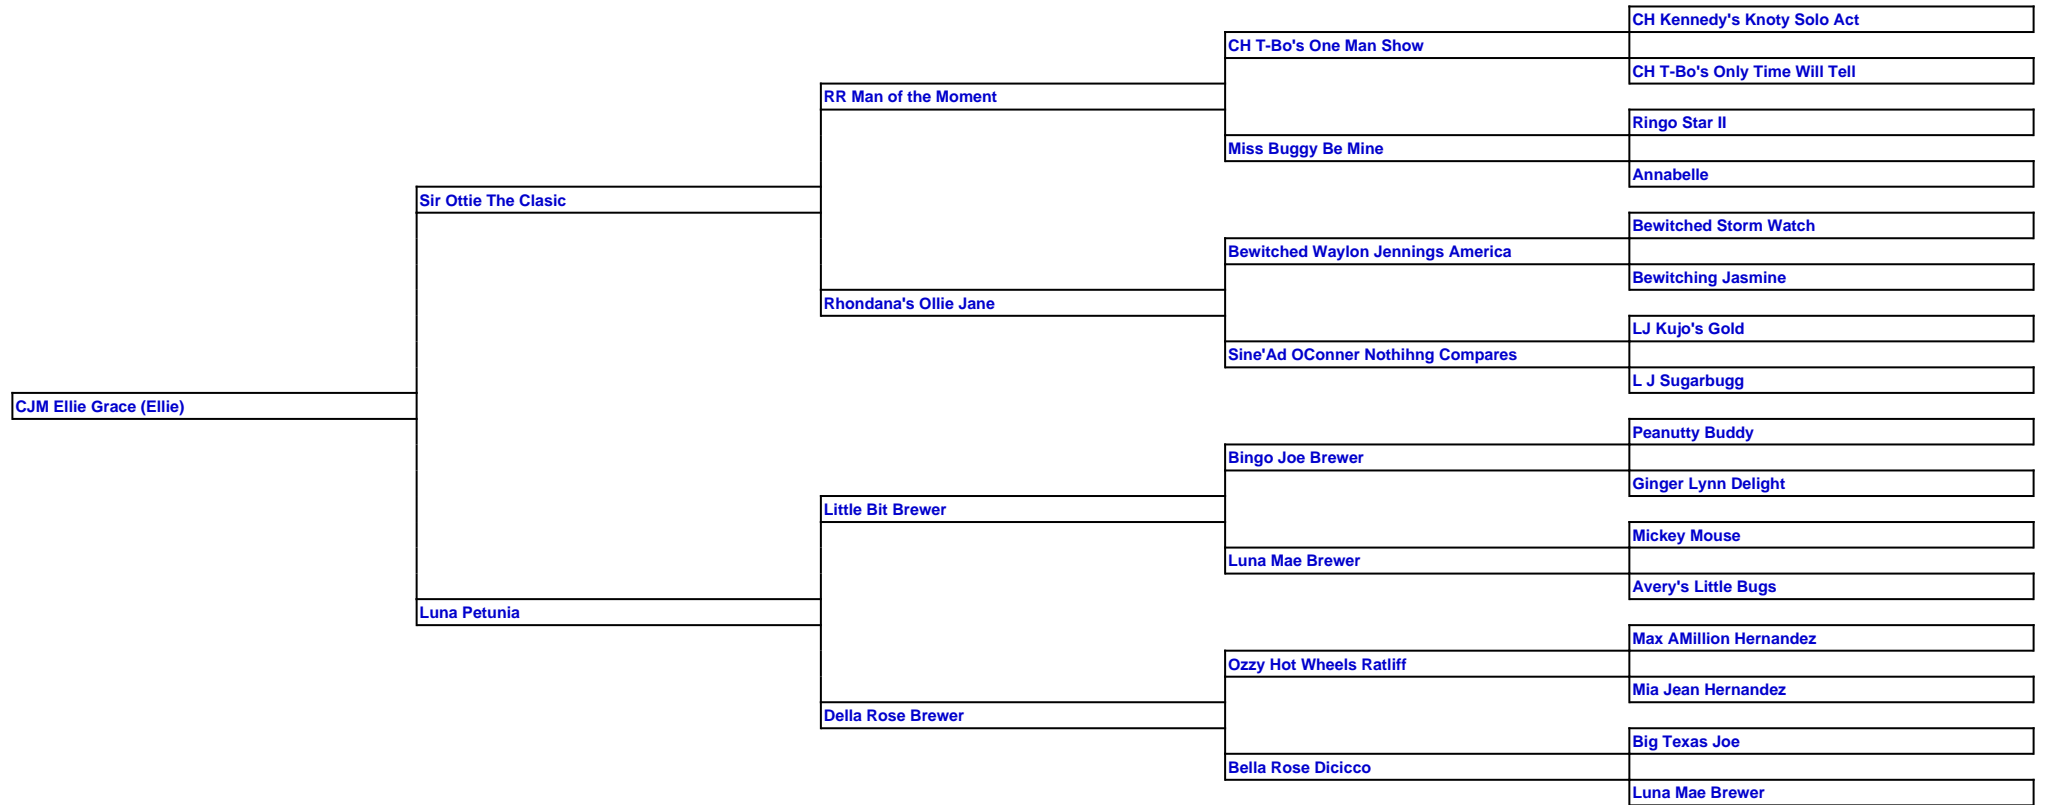 CH Kennedy's Knoty Solo Act
CH T-Bo's One Man Show
CH T-Bo's Only Time Will Tell
RR Man of the Moment
Ringo Star II
Miss Buggy Be Mine
Annabelle
Sir Ottie The Clasic
Bewitched Storm Watch
Bewitched Waylon Jennings America
Bewitching Jasmine
Rhondana's Ollie Jane
LJ Kujo's Gold
Sine'Ad OConner Nothihng Compares
L J Sugarbugg
CJM Ellie Grace (Ellie)
Peanutty Buddy
Bingo Joe Brewer
Ginger Lynn Delight
Little Bit Brewer
Mickey Mouse
Luna Mae Brewer
Avery's Little Bugs
Luna Petunia
Max AMillion Hernandez
Ozzy Hot Wheels Ratliff
Mia Jean Hernandez
Della Rose Brewer
Big Texas Joe
Bella Rose Dicicco
Luna Mae Brewer